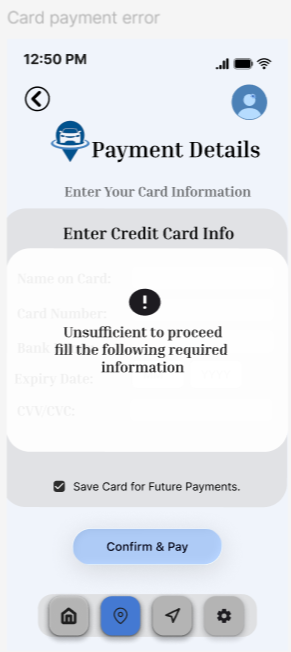 Card payment error
12:50 PM
Payment Details
Enter Your Card Information
Enter Credit Card Info
Name on Card:
Unsufficient to proceed
Card Number:
fill the following required
Bank
information
Expiry Date:
CVV/CVC:
Save Card for Future Payments.
Confirm & Pay